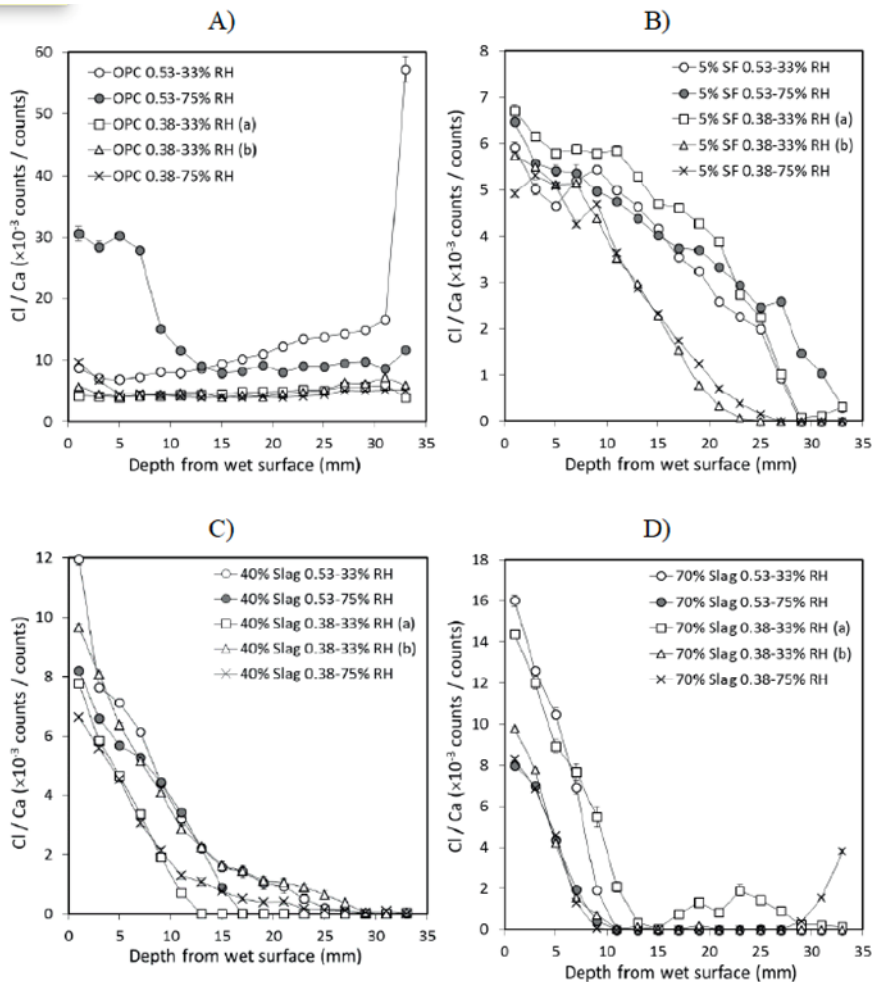 A)
60
50
40
30
20
10
0
Cl / Ca (×10⁻³ counts / counts)
OPC 0.53-33% RH
OPC 0.53-75% RH
OPC 0.38-33% RH (a)
OPC 0.38-33% RH (b)
OPC 0.38-75% RH
0 5 10 15 20 25 30 35
Depth from wet surface (mm)
B)
8
7
6
5
4
3
2
1
0
Cl / Ca (×10⁻³ counts / counts)
5% SF 0.53-33% RH
5% SF 0.53-75% RH
5% SF 0.38-33% RH (a)
5% SF 0.38-33% RH (b)
5% SF 0.38-75% RH
0 5 10 15 20 25 30 35
Depth from wet surface (mm)
C)
12
10
8
6
4
2
0
Cl / Ca (×10⁻³ counts / counts)
40% Slag 0.53-33% RH
40% Slag 0.53-75% RH
40% Slag 0.38-33% RH (a)
40% Slag 0.38-33% RH (b)
40% Slag 0.38-75% RH
0 5 10 15 20 25 30 35
Depth from wet surface (mm)
D)
18
16
14
12
10
8
6
4
2
0
Cl / Ca (×10⁻³ counts / counts)
70% Slag 0.53-33% RH
70% Slag 0.53-75% RH
70% Slag 0.38-33% RH (a)
70% Slag 0.38-33% RH (b)
70% Slag 0.38-75% RH
0 5 10 15 20 25 30 35
Depth from wet surface (mm)